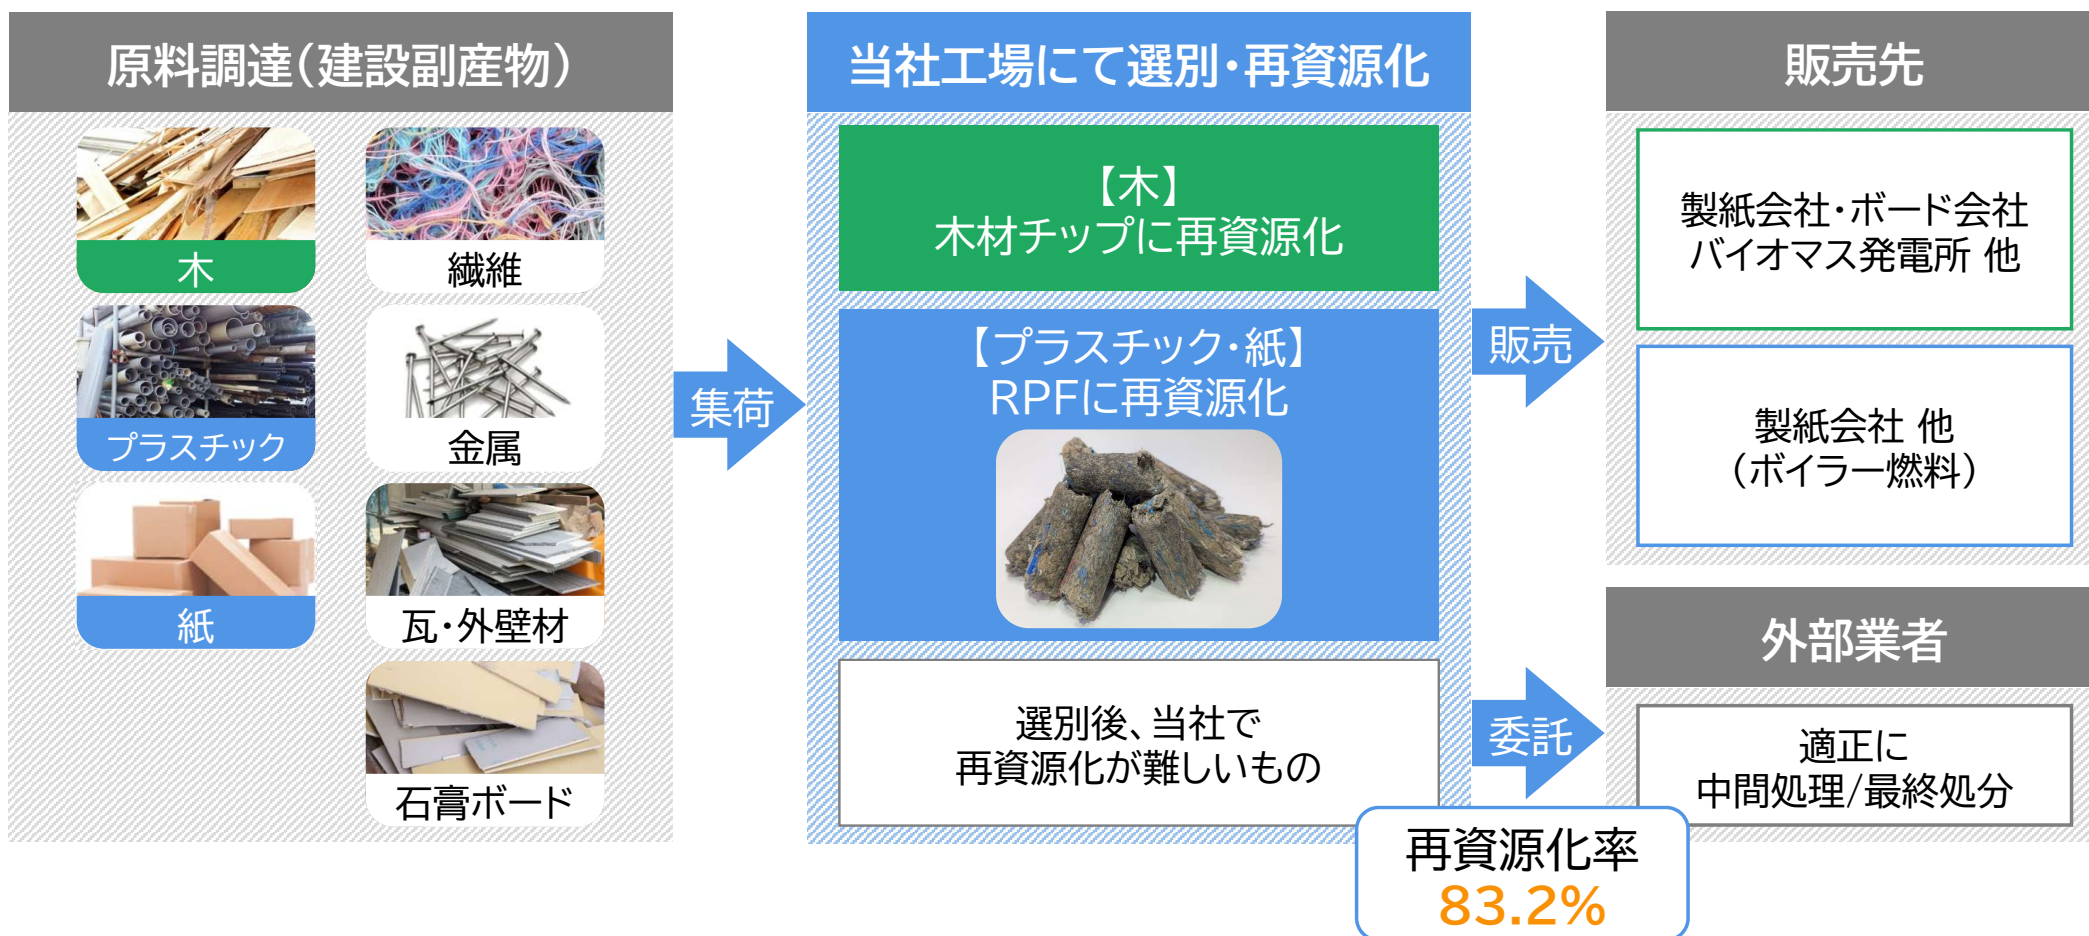 原料調達(建設副産物)
木
繊維
プラスチック
金属
紙
瓦・外壁材
石膏ボード
集荷
当社工場にて選別・再資源化
【木】
木材チップに再資源化
【プラスチック・紙】
RPFに再資源化
選別後、当社で
再資源化が難しいもの
販売
委託
販売先
製紙会社・ボード会社
バイオマス発電所 他
製紙会社 他
(ボイラー燃料)
外部業者
適正に
中間処理/最終処分
再資源化率
83.2%